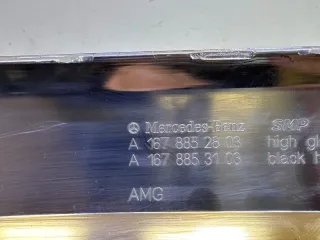 Mercedes-Benz SMP
A 167 885 28 03 high gl
A 167 885 31 03 black h
AMG